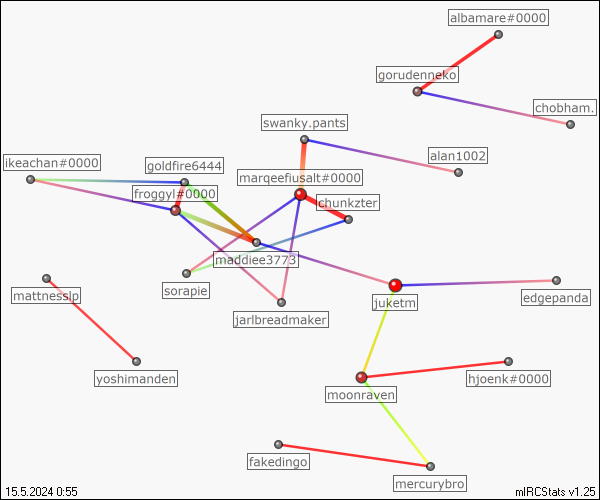 albamare#0000
gorudenneko
chobham.
swanky.pants
alan1002
ikeachan#0000
goldfire6444
marqeefiusalt#0000
froggyl#0000
chunkzter
maddiee3773
sorapie
jarlbreadmaker
juketm
edgepanda
mattnesslp
yoshimanden
moonraven
hjoenk#0000
fakedingo
mercurybro
15.5.2024 0:55
mIRCStats v1.25